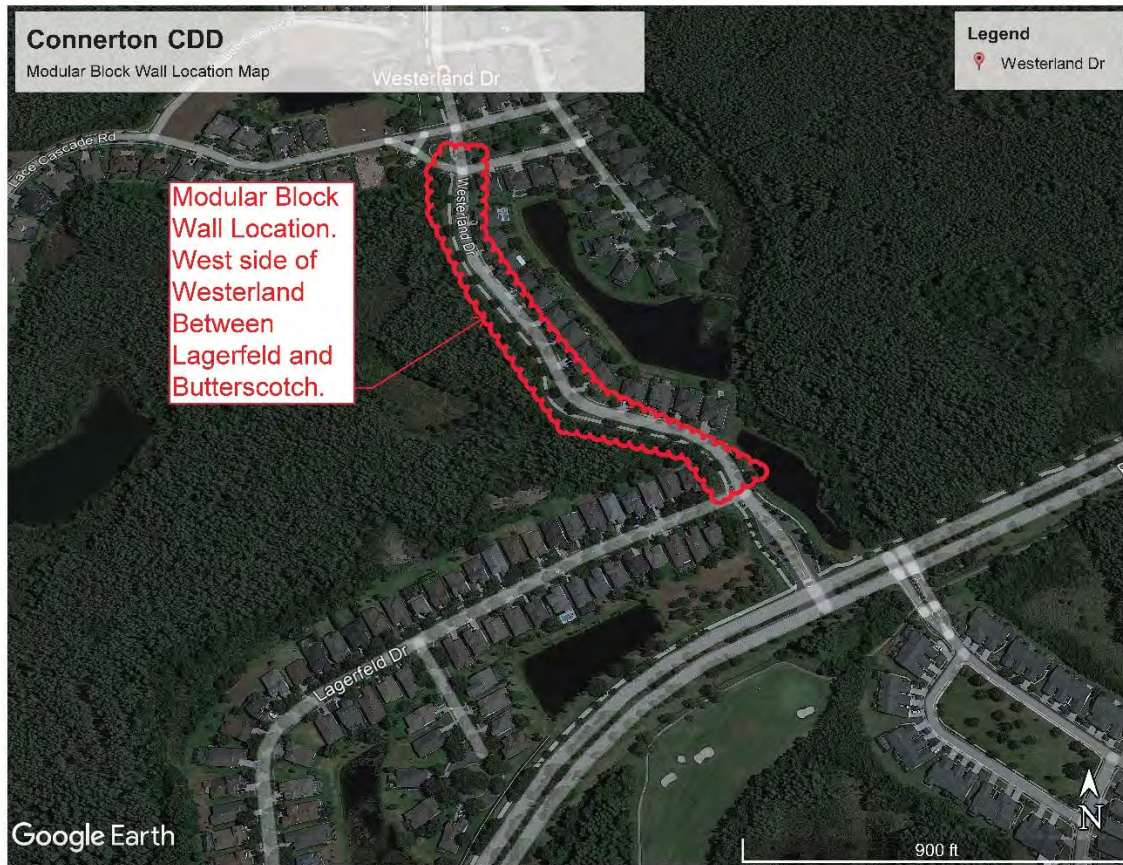 Connerton CDD
Modular Block Wall Location Map
Westerland Dr
Legend
Westerland Dr
Lace Cascade Rd
Westerland Dr
Modular Block
Wall Location.
West side of
Westerland
Between
Lagerfeld and
Butterscotch.
Lagerfeld Dr
N
Google Earth
900 ft